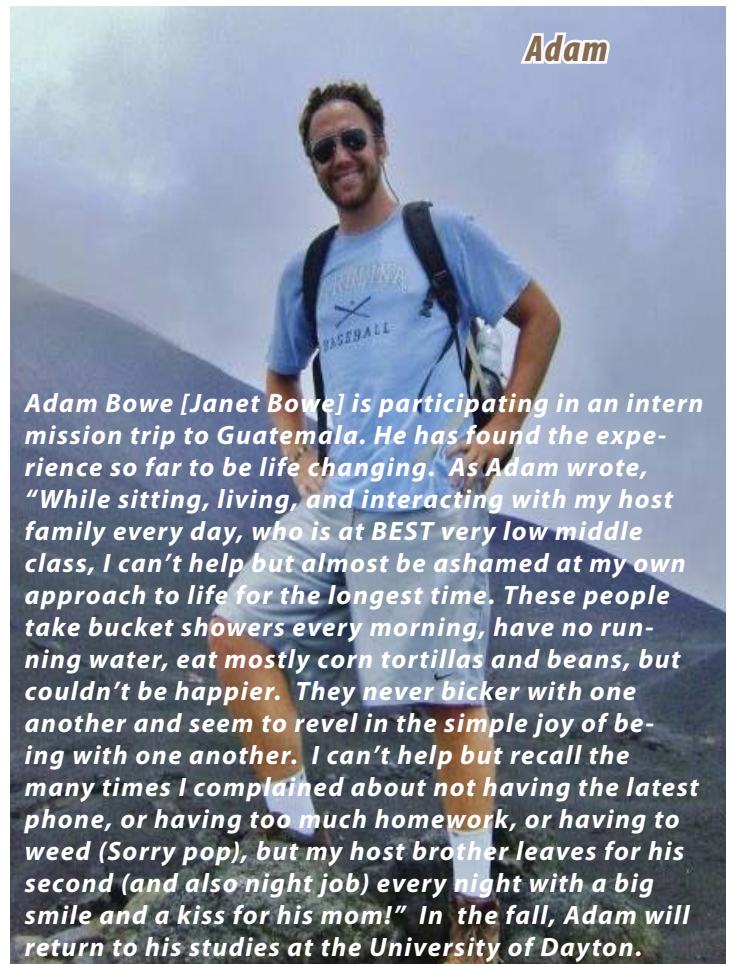 Adam
CAROLINA
BASEBALL
Adam Bowe [Janet Bowe] is participating in an intern
mission trip to Guatemala. He has found the expe-
rience so far to be life changing.  As Adam wrote,
“While sitting, living, and interacting with my host
family every day, who is at BEST very low middle
class, I can’t help but almost be ashamed at my own
approach to life for the longest time. These people
take bucket showers every morning, have no run-
ning water, eat mostly corn tortillas and beans, but
couldn’t be happier.  They never bicker with one
another and seem to revel in the simple joy of be-
ing with one another.  I can’t help but recall the
many times I complained about not having the latest
phone, or having too much homework, or having to
weed (Sorry pop), but my host brother leaves for his
second (and also night job) every night with a big
smile and a kiss for his mom!”  In  the fall, Adam will
return to his studies at the University of Dayton.